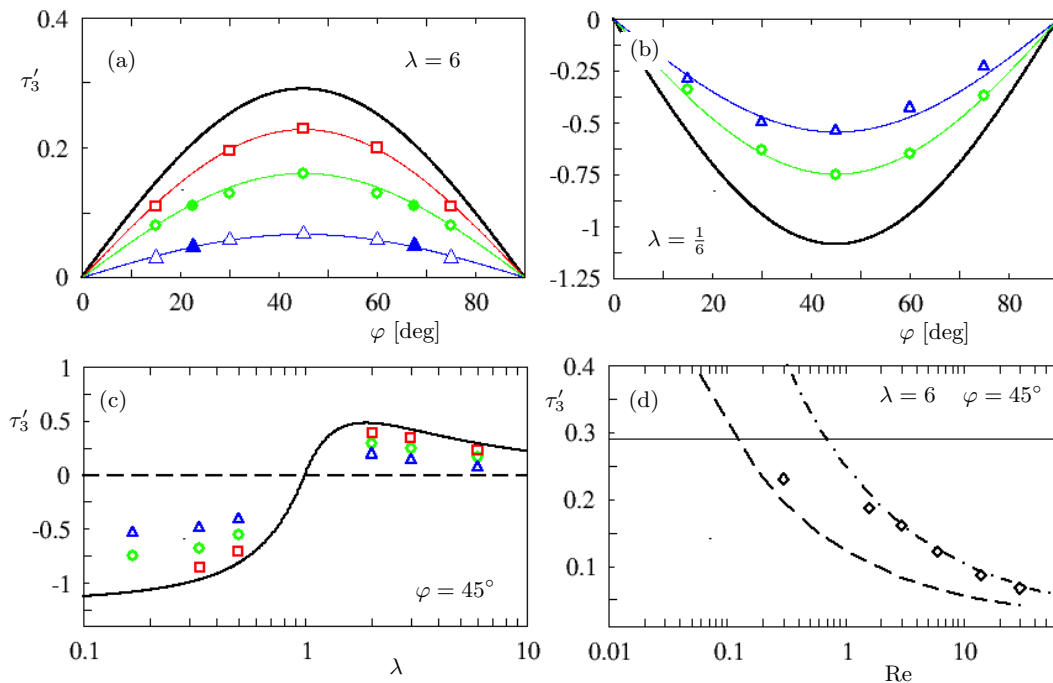 (a)
λ = 6
τ′₃
0.4
0.2
0
0 20 40 60 80
φ [deg]
(b)
λ = 1/6
0
-0.25
-0.5
-0.75
-1
-1.25
0 20 40 60 80
φ [deg]
(c)
τ′₃
1
0.5
0
-0.5
-1
φ = 45°
0.1 1 10
λ
(d)
λ = 6 φ = 45°
τ′₃
0.4
0.3
0.2
0.1
0.01 0.1 1 10
Re